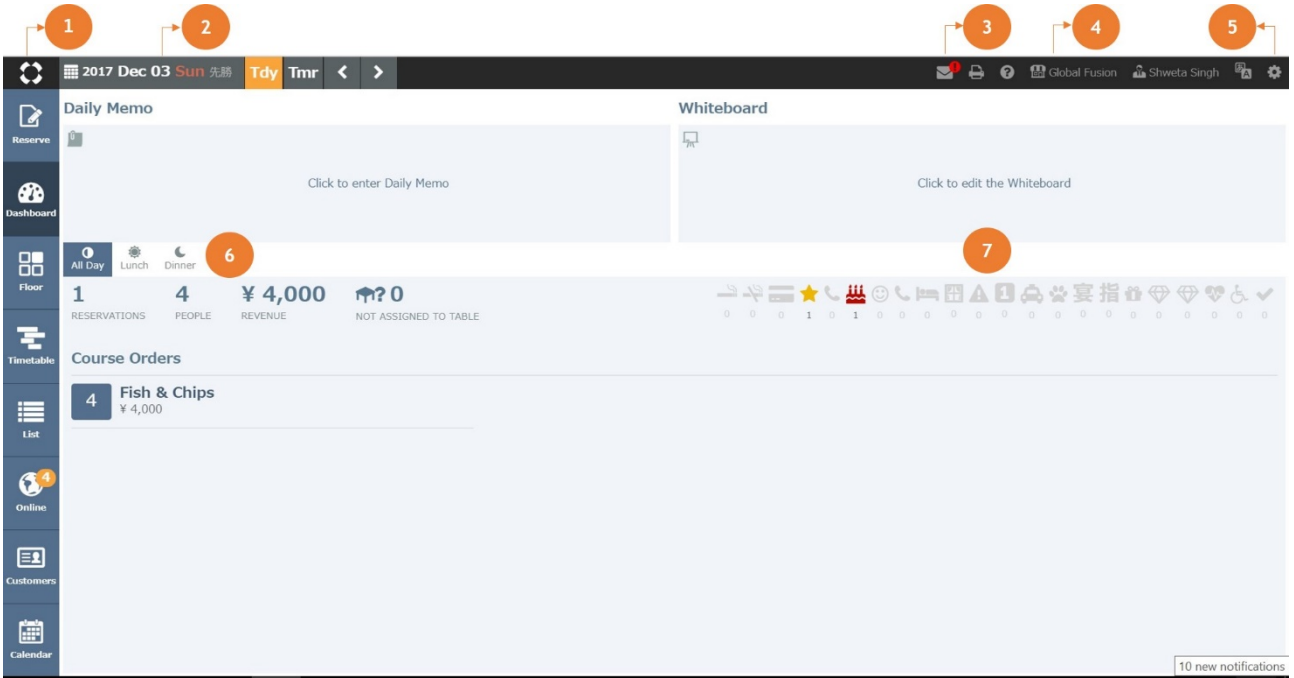 1
2
3
4
5
2017 Dec 03 Sun 先勝 Tdy Tmr
Global Fusion Shweta Singh
Reserve
Dashboard
Floor
Timetable
List
4
Online
Customers
Calendar
Daily Memo
Click to enter Daily Memo
Whiteboard
Click to edit the Whiteboard
All Day Lunch Dinner
6
7
1 4 ¥ 4,000 ? 0
RESERVATIONS PEOPLE REVENUE NOT ASSIGNED TO TABLE
1 宴 指
0 0 0 1 0 1 0 0 0 0 0 0 0 0 0 0 0 0 0 0 0 0
Course Orders
4 Fish & Chips
¥ 4,000
10 new notifications